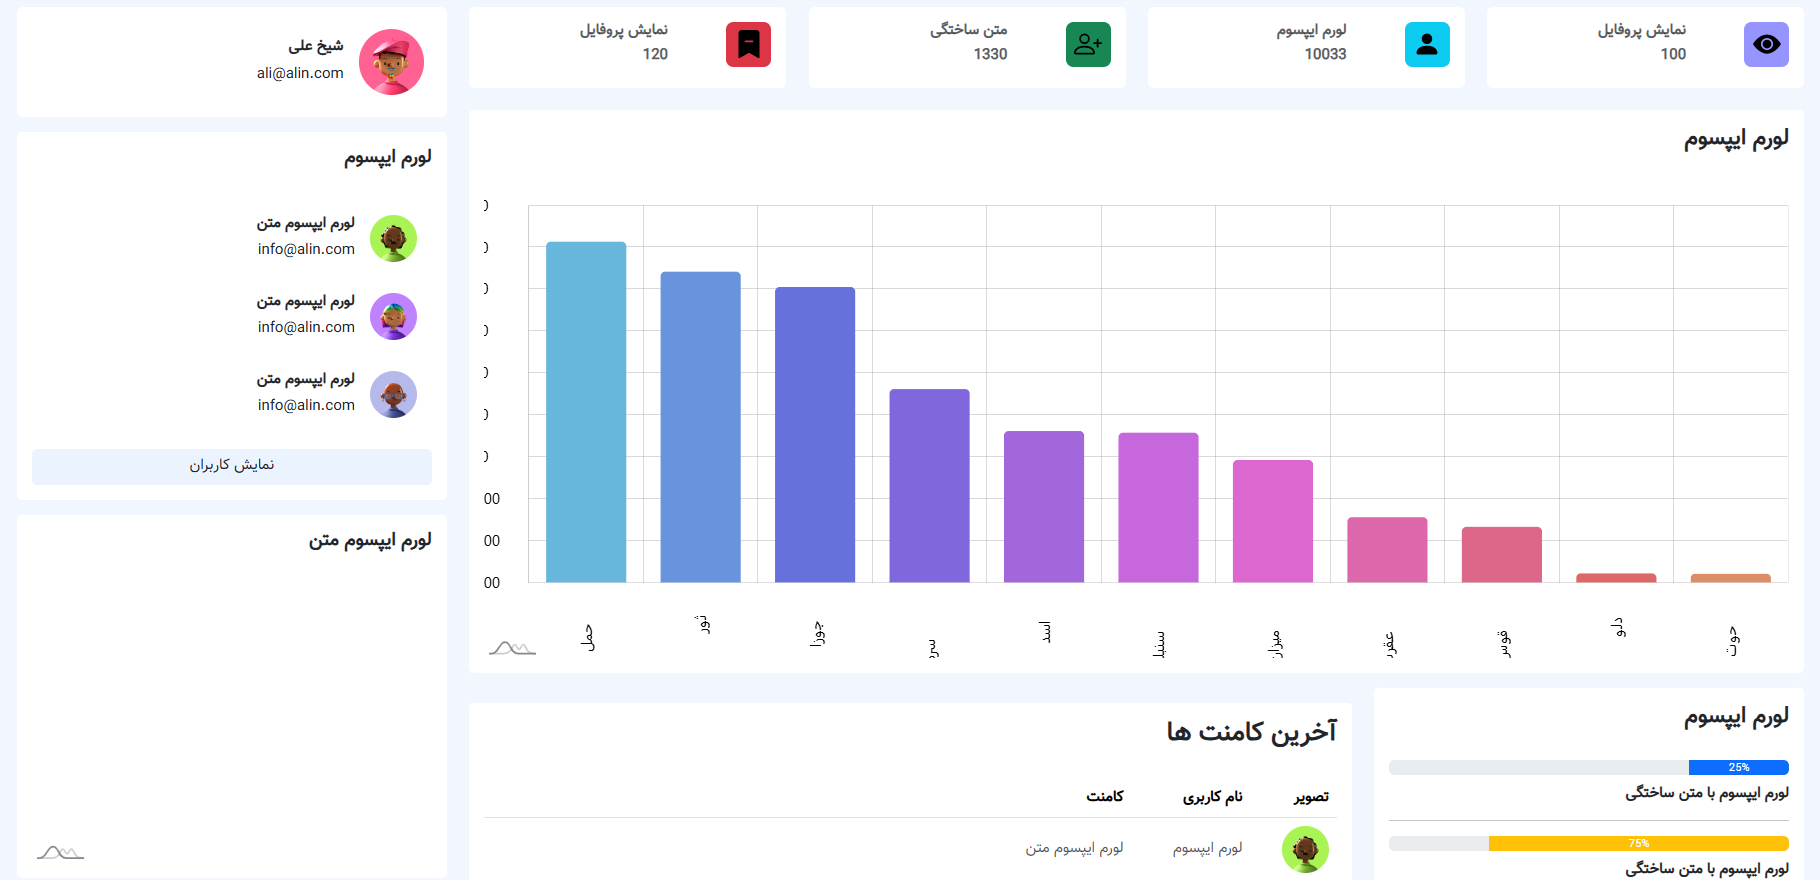 نمایش پروفایل
100
لورم ایپسوم
10033
متن ساختگی
1330
نمایش پروفایل
120
شیخ علی
ali@alin.com
لورم ایپسوم
لورم ایپسوم متن
info@alin.com
لورم ایپسوم متن
info@alin.com
لورم ایپسوم متن
info@alin.com
نمایش کاربران
لورم ایپسوم متن
لورم ایپسوم
00
00
00
حمل
ثور
جوزا
اسد
میزان
دلو
حوت
لورم ایپسوم
25%
لورم ایپسوم با متن ساختگی
75%
لورم ایپسوم با متن ساختگی
آخرین کامنت ها
تصویر نام کاربری کامنت
لورم ایپسوم لورم ایپسوم متن